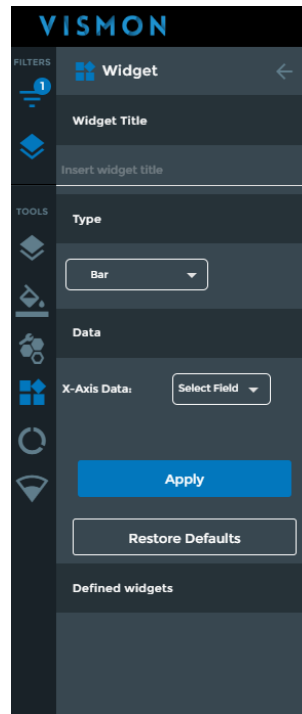 VISMON
FILTERS
1
Widget
Widget Title
Insert widget title
TOOLS
Type
Bar
Data
X-Axis Data:
Select Field
Apply
Restore Defaults
Defined widgets